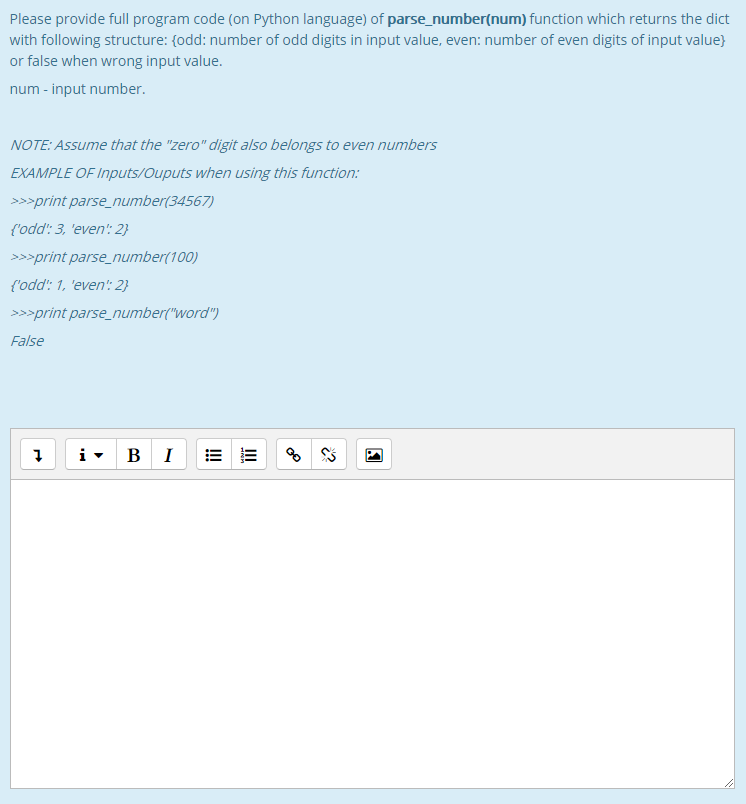 Please provide full program code (on Python language) of parse_number(num) function which returns the dict
with following structure: {odd: number of odd digits in input value, even: number of even digits of input value}
or false when wrong input value.
num - input number.
NOTE: Assume that the "zero" digit also belongs to even numbers
EXAMPLE OF Inputs/Ouputs when using this function:
>>>print parse_number(34567)
{'odd': 3, 'even': 2}
>>>print parse_number(100)
{'odd': 1, 'even': 2}
>>>print parse_number("word")
False
i B I